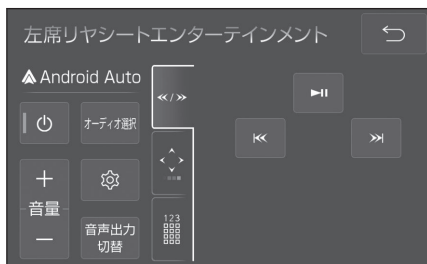 左席リヤシートエンターテインメント
Android Auto
オーディオ選択
+
音量
−
音声出力
切替
123